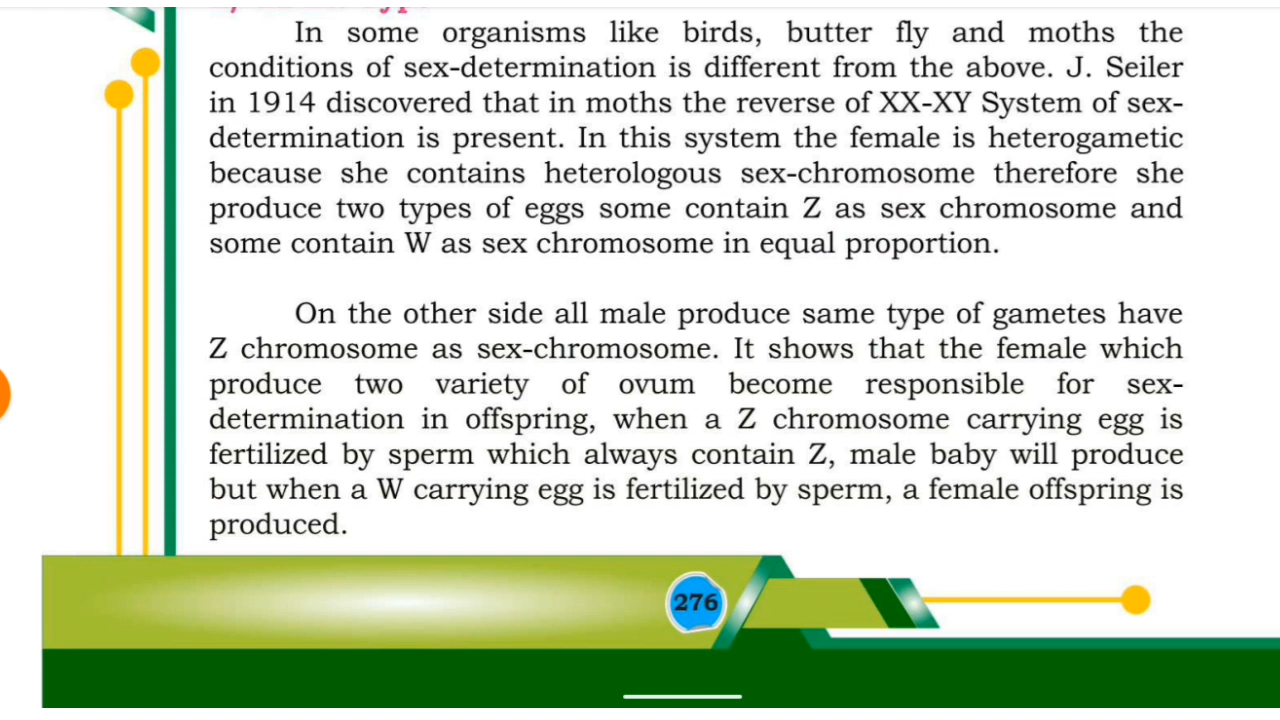 In some organisms like birds, butter fly and moths the
conditions of sex-determination is different from the above. J. Seiler
in 1914 discovered that in moths the reverse of XX-XY System of sex-
determination is present. In this system the female is heterogametic
because she contains heterologous sex-chromosome therefore she
produce two types of eggs some contain Z as sex chromosome and
some contain W as sex chromosome in equal proportion.
On the other side all male produce same type of gametes have
Z chromosome as sex-chromosome. It shows that the female which
produce two variety of ovum become responsible for sex-
determination in offspring, when a Z chromosome carrying egg is
fertilized by sperm which always contain Z, male baby will produce
but when a W carrying egg is fertilized by sperm, a female offspring is
produced.
276